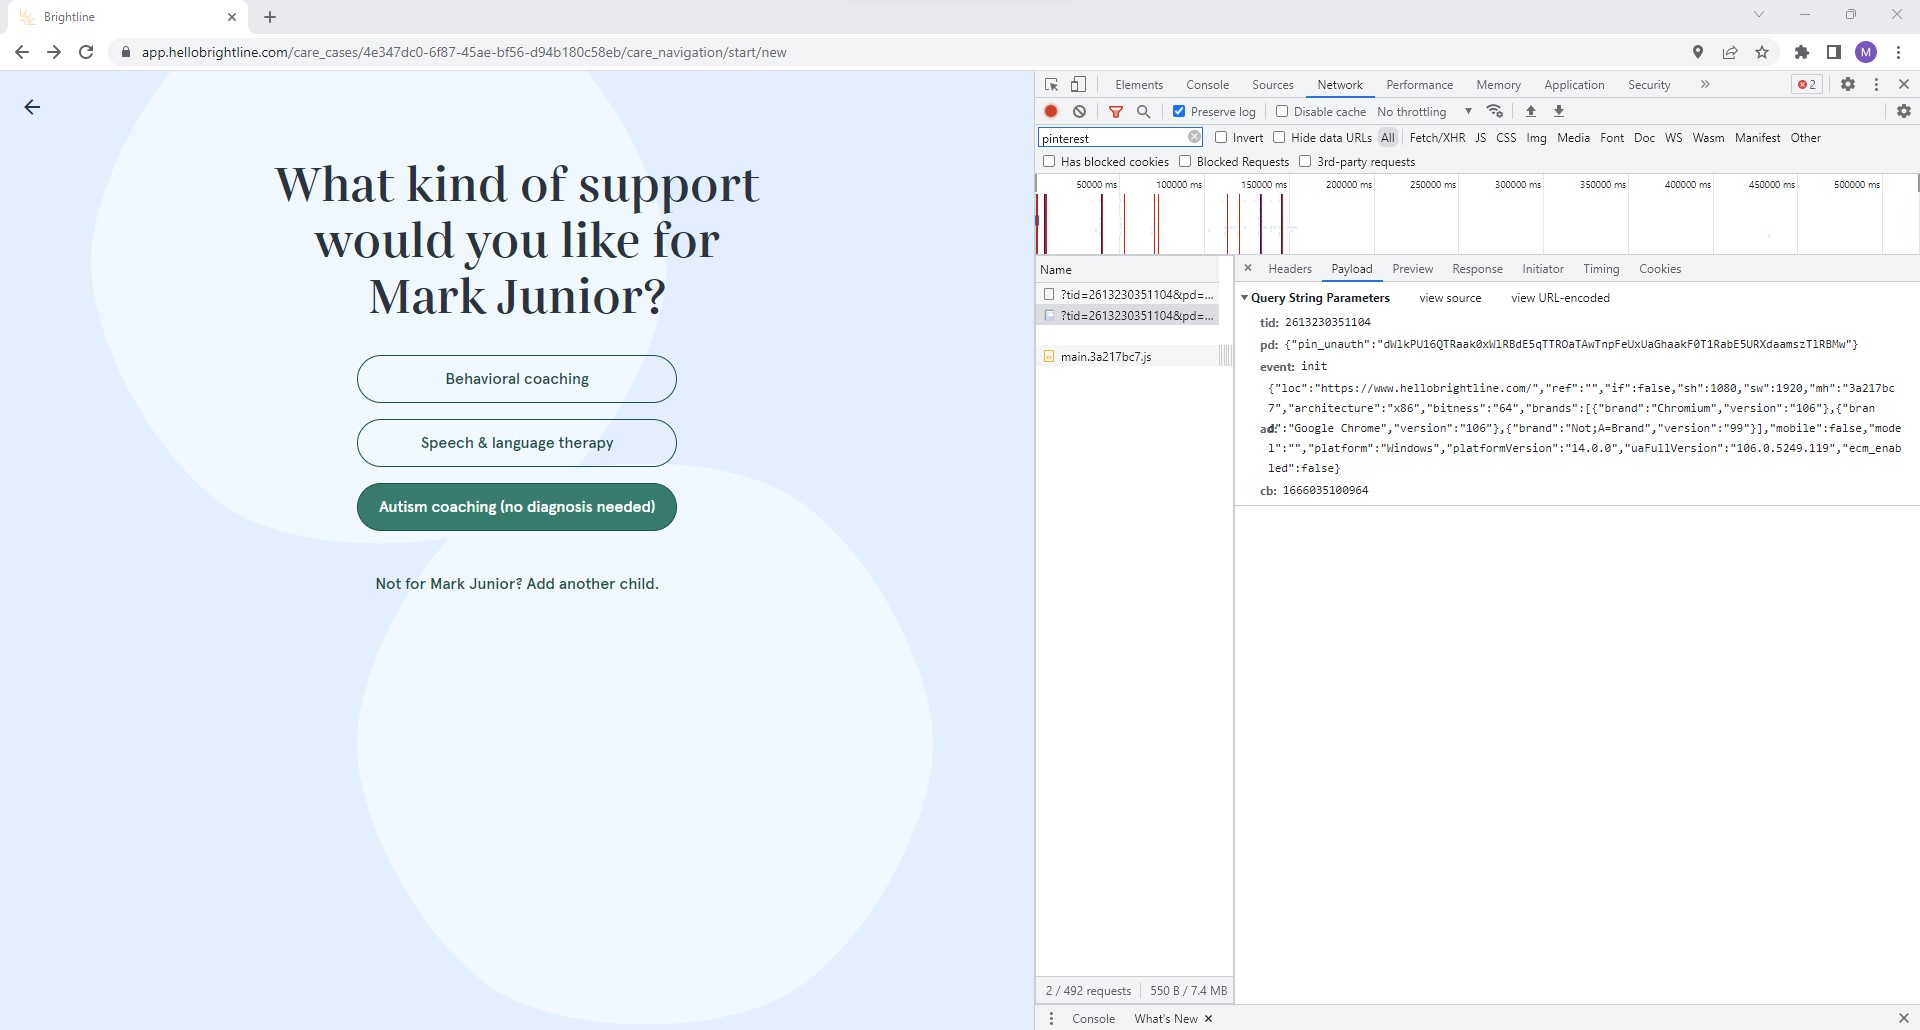 Brightline
app.hellobrightline.com/care_cases/4e347dc0-6f87-45ae-bf56-d94b180c58eb/care_navigation/start/new
M
What kind of support
would you like for
Mark Junior?
Behavioral coaching
Speech & language therapy
Autism coaching (no diagnosis needed)
Not for Mark Junior? Add another child.
Elements Console Sources Network Performance Memory Application Security 2
Preserve log Disable cache No throttling
pinterest Invert Hide data URLs All Fetch/XHR JS CSS Img Media Font Doc WS Wasm Manifest Other
Has blocked cookies Blocked Requests 3rd-party requests
50000 ms 100000 ms 150000 ms 200000 ms 250000 ms 300000 ms 350000 ms 400000 ms 450000 ms 500000 ms
Name
?tid=2613230351104&pd=...
?tid=2613230351104&pd=...
main.3a217bc7.js
Headers Payload Preview Response Initiator Timing Cookies
Query String Parameters view source view URL-encoded
tid: 2613230351104
pd: {"pin_unauth":"dWlkPU16QTRaak0xWlRBdE5qTTROaTAwTnpFeUxUaGhaakF0T1RabE5URXdaamszTlRBMw"}
event: init
{"loc":"https://www.hellobrightline.com/","ref":"","if":false,"sh":1080,"sw":1920,"mh":"3a217bc
7","architecture":"x86","bitness":"64","brands":[{"brand":"Chromium","version":"106"},{"bran
ad: d":"Google Chrome","version":"106"},{"brand":"Not;A=Brand","version":"99"}],"mobile":false,"mode
l":"","platform":"Windows","platformVersion":"14.0.0","uaFullVersion":"106.0.5249.119","ecm_enab
led":false}
cb: 1666035100964
2 / 492 requests 550 B / 7.4 MB
Console What's New